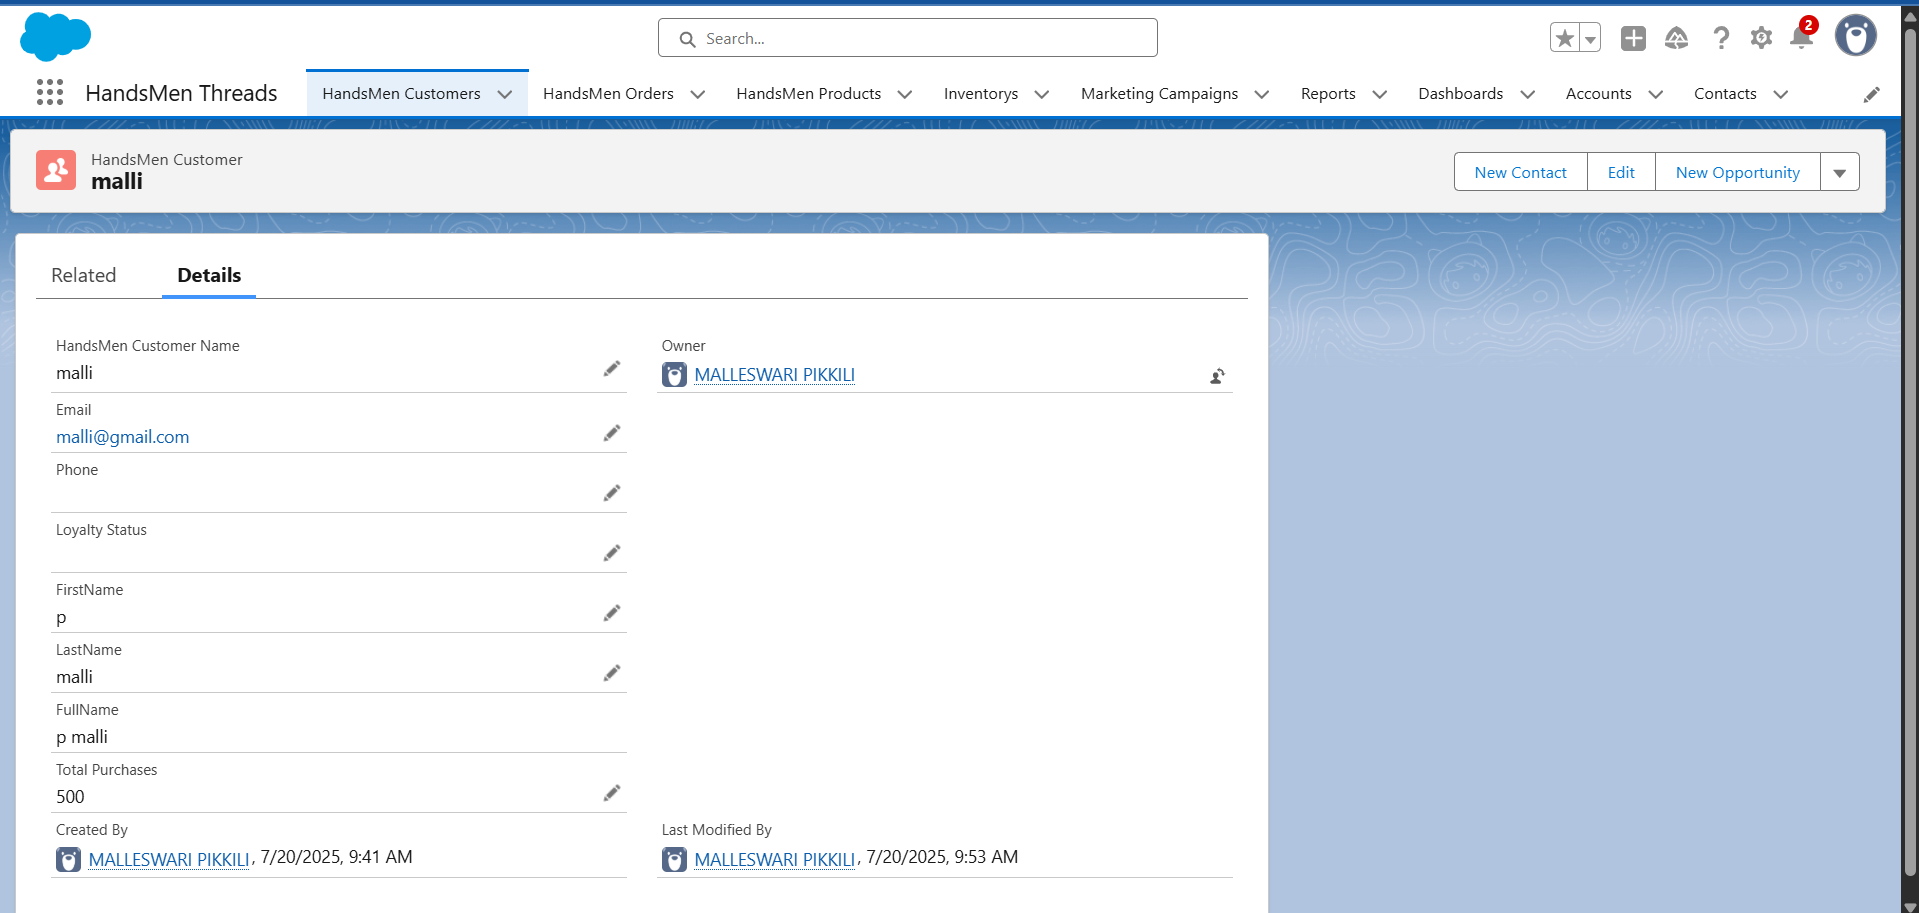 Search...
2
HandsMen Threads
HandsMen Customers
HandsMen Orders
HandsMen Products
Inventorys
Marketing Campaigns
Reports
Dashboards
Accounts
Contacts
HandsMen Customer
malli
New Contact
Edit
New Opportunity
Related
Details
HandsMen Customer Name
malli
Owner
MALLESWARI PIKKILI
Email
malli@gmail.com
Phone
Loyalty Status
FirstName
p
LastName
malli
FullName
p malli
Total Purchases
500
Created By
MALLESWARI PIKKILI, 7/20/2025, 9:41 AM
Last Modified By
MALLESWARI PIKKILI, 7/20/2025, 9:53 AM